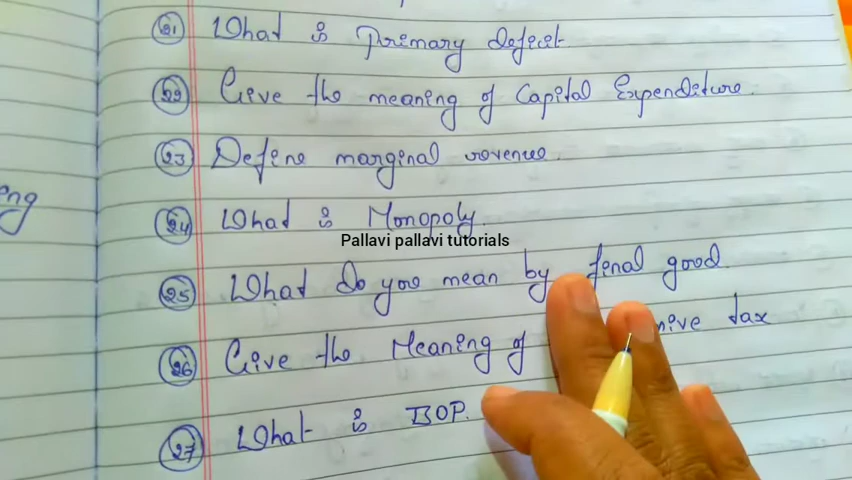 21 What is Primary deficit
22 Give the meaning of Capital Expenditure.
23 Define marginal revenue.
eng
24 What is Monopoly.
Pallavi pallavi tutorials
25 What do you mean by final good.
26 Give the Meaning of tax
27 What is BOP.